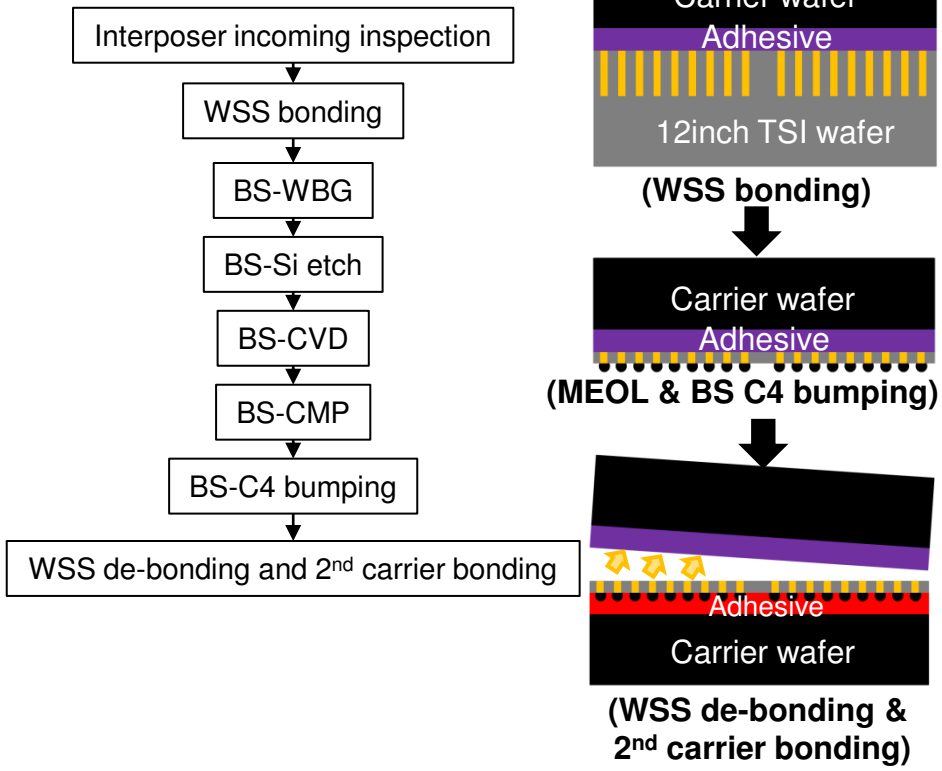 Interposer incoming inspection
WSS bonding
BS-WBG
BS-Si etch
BS-CVD
BS-CMP
BS-C4 bumping
WSS de-bonding and 2nd carrier bonding
Carrier wafer
Adhesive
12inch TSI wafer
(WSS bonding)
Carrier wafer
Adhesive
(MEOL & BS C4 bumping)
Adhesive
Carrier wafer
(WSS de-bonding &
2nd carrier bonding)